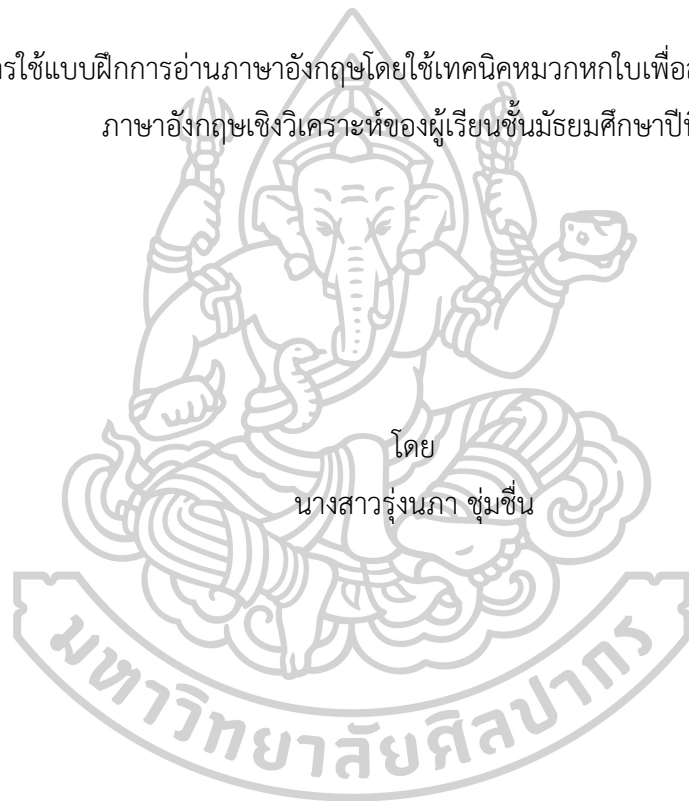 รใช้แบบฝึกการอ่านภาษาอังกฤษโดยใช้เทคนิคหมวกหกใบเพื่อ
ภาษาอังกฤษเชิงวิเคราะห์ของผู้เรียนชั้นมัธยมศึกษาปีที่
โดย
นางสาวรุ่งนภา ชุ่มชื่น
มหาวิทยาลัยศิลปากร